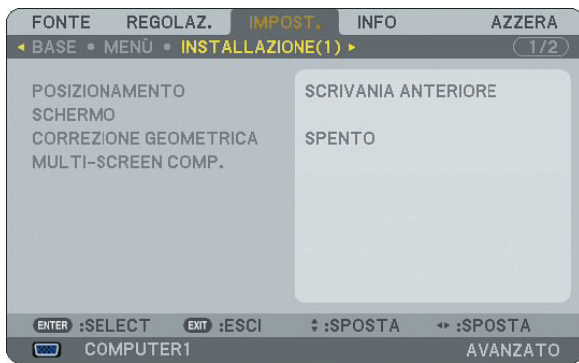 FONTE REGOLAZ. IMPOST. INFO AZZERA
BASE • MENÙ • INSTALLAZIONE(1) 1/2
POSIZIONAMENTO SCRIVANIA ANTERIORE
SCHERMO
CORREZIONE GEOMETRICA SPENTO
MULTI-SCREEN COMP.
ENTER :SELECT EXIT :ESCI :SPOSTA :SPOSTA
COMPUTER1 AVANZATO